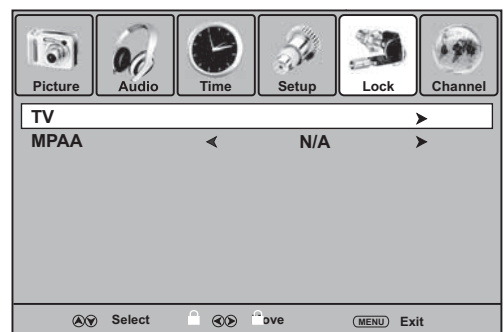 Picture Audio Time Setup Lock Channel
TV
MPAA N/A
Select ove MENU Exit